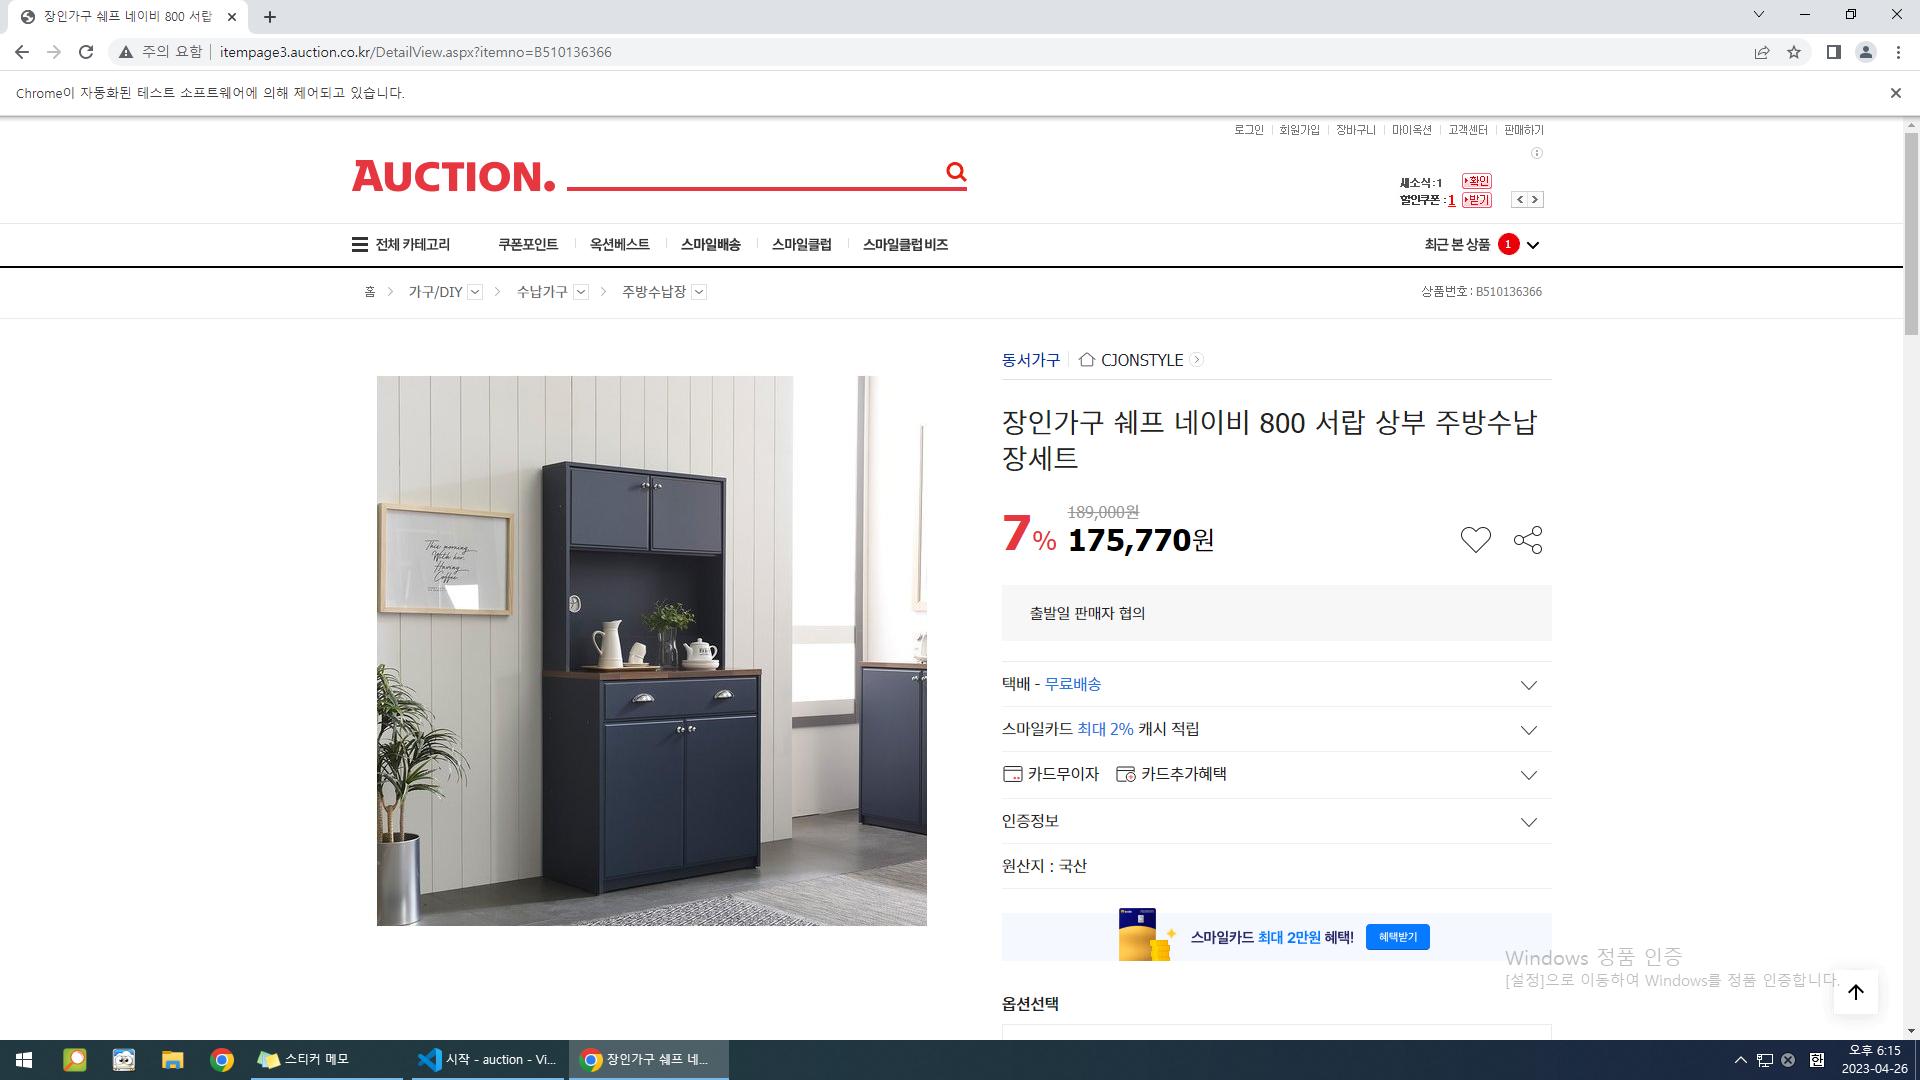 장인가구 쉐프 네이비 800 서랍
주의 요함 itempage3.auction.co.kr/DetailView.aspx?itemno=B510136366
Chrome이 자동화된 테스트 소프트웨어에 의해 제어되고 있습니다.
로그인 회원가입 장바구니 마이옥션 고객센터 판매하기
AUCTION.
새소식:1 확인
할인쿠폰 : 1 받기
전체 카테고리 쿠폰포인트 옥션베스트 스마일배송 스마일클럽 스마일클럽 비즈 최근 본 상품 1
홈 가구/DIY 수납가구 주방수납장 상품번호 : B510136366
동서가구 CJONSTYLE
장인가구 쉐프 네이비 800 서랍 상부 주방수납
장세트
189,000원
7% 175,770원
This morning,
With her,
Having
Coffee.
출발일 판매자 협의
택배 - 무료배송
스마일카드 최대 2% 캐시 적립
카드무이자 카드추가혜택
인증정보
원산지 : 국산
스마일카드 최대 2만원 혜택! 혜택받기
Windows 정품 인증
[설정]으로 이동하여 Windows를 정품 인증합니다.
옵션선택
스티커 메모 시작 - auction - Vi... 장인가구 쉐프 네... 한 오후 6:15
2023-04-26